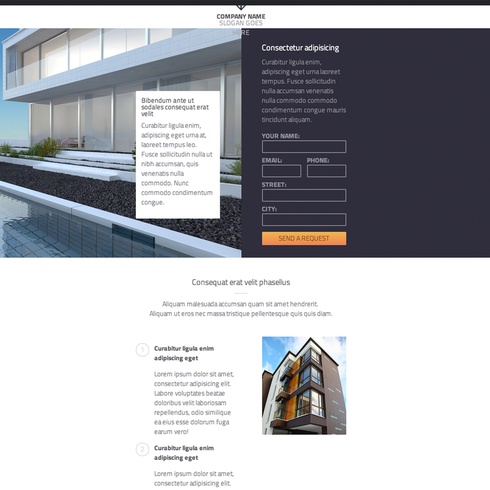 COMPANY NAME
SLOGAN GOES
HERE
Bibendum ante ut
sodales consequat erat
velit
Curabitur ligula enim,
adipiscing eget urna at,
laoreet tempus leo.
Fusce sollicitudin nulla ut
nibh accumsan, quis
venenatis nulla
commodo. Nunc
commodo condimentum
congue.
Consectetur adipisicing
Curabitur ligula enim,
adipiscing eget urna laoreet
tempus. Fusce sollicitudin
nulla accumsan venenatis
nulla commodo commodo
condimentum congue mauris
tincidunt aliquam.
YOUR NAME:
EMAIL: PHONE:
STREET:
CITY:
SEND A REQUEST
Consequat erat velit phasellus
Aliquam malesuada accumsan quam sit amet hendrerit.
Aliquam ut eros nec massa tristique pellentesque quis quis diam.
1
Curabitur ligula enim
adipiscing eget
Lorem ipsum dolor sit amet,
consectetur adipisicing elit.
Labore voluptates beatae
doloribus velit laboriosam
repellendus, odio similique
ea eius esse dolorum fuga
earum vero!
2
Curabitur ligula enim
adipiscing eget
Lorem ipsum dolor sit amet,
consectetur adipisicing elit.